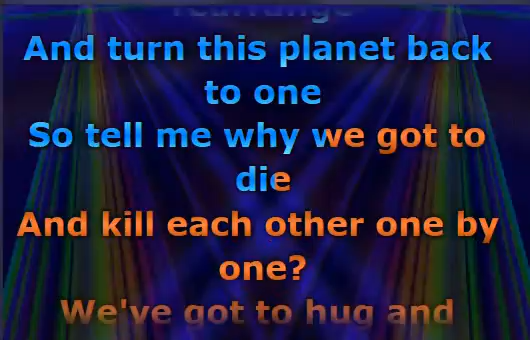 rearrange
And turn this planet back
to one
So tell me why we got to
die
And kill each other one by
one?
We've got to hug and